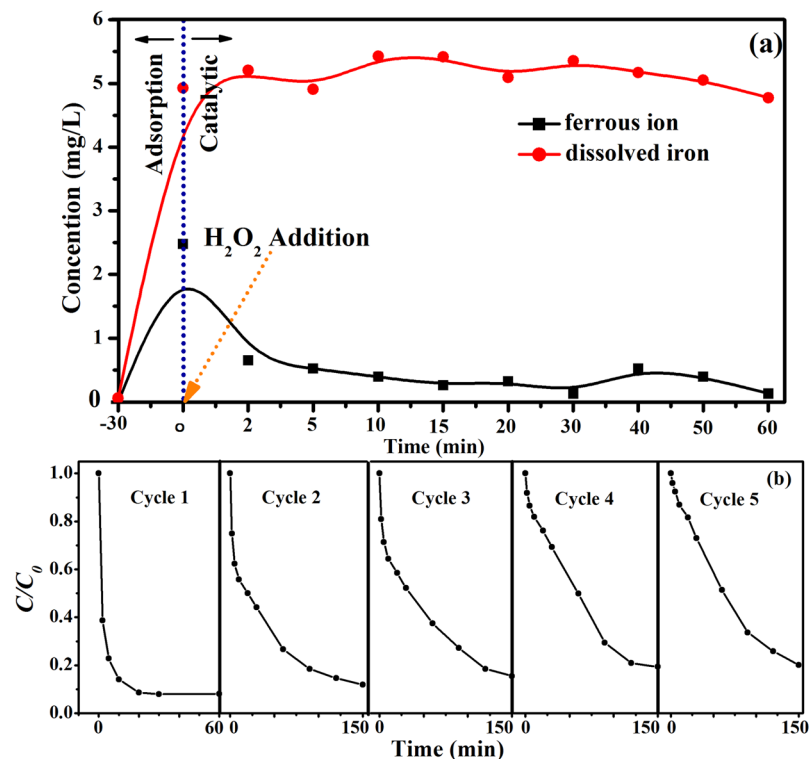 (a)
Adsorption
Catalytic
ferrous ion
dissolved iron
H₂O₂ Addition
Concention (mg/L)
6
5
4
3
2
1
0
-30 0 2 5 10 15 20 30 40 50 60
Time (min)
(b)
Cycle 1 Cycle 2 Cycle 3 Cycle 4 Cycle 5
C/C₀
1.0
0.8
0.6
0.4
0.2
0.0
0 60 0 150 0 150 0 150 0 150
Time (min)